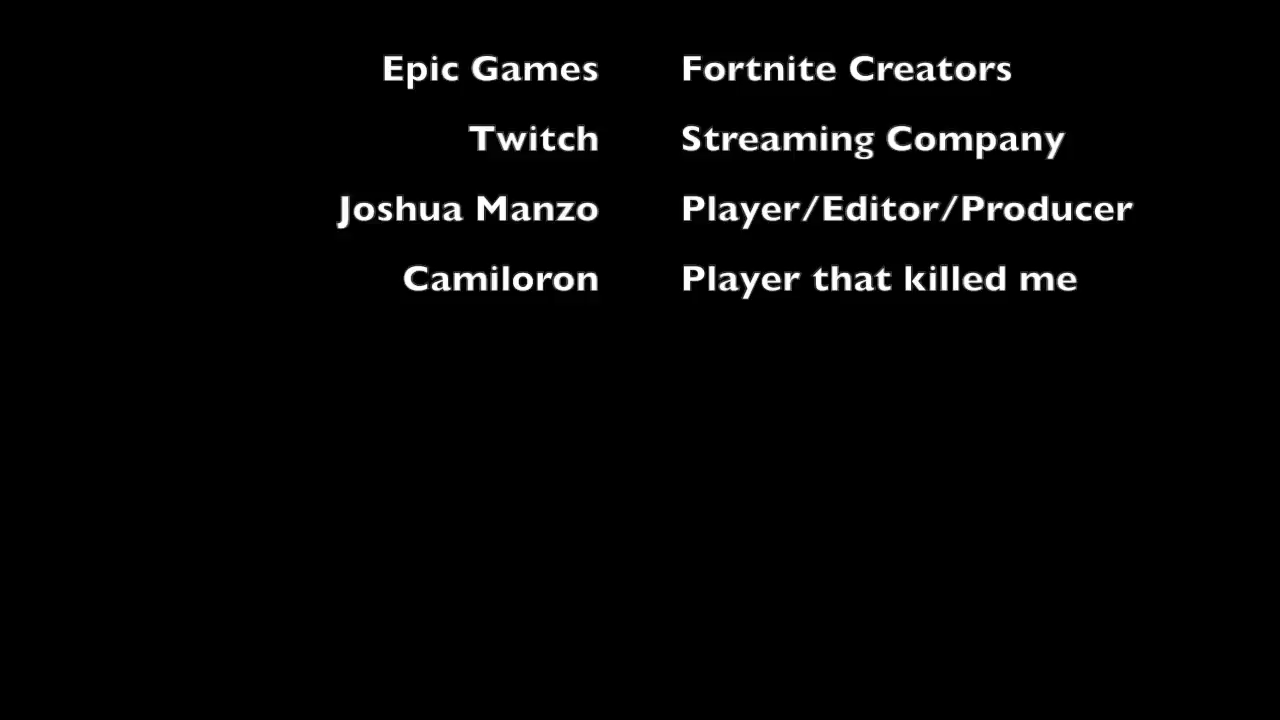 Epic Games Fortnite Creators
Twitch Streaming Company
Joshua Manzo Player/Editor/Producer
Camiloron Player that killed me